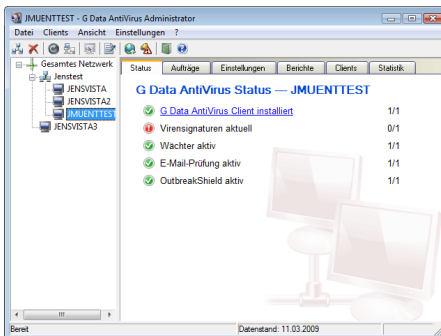 JMUENTTEST - G Data AntiVirus Administrator
Datei Clients Ansicht Einstellungen ?
Gesamtes Netzwerk
Jenstest
JENSVISTA
JENSVISTA2
JMUENTTEST
JENSVISTA3
Status Aufträge Einstellungen Berichte Clients Statistik
G Data AntiVirus Status --- JMUENTTEST
G Data AntiVirus Client installiert 1/1
Virensignaturen aktuell 0/1
Wächter aktiv 1/1
E-Mail-Prüfung aktiv 1/1
OutbreakShield aktiv 1/1
Bereit Datenstand: 11.03.2009